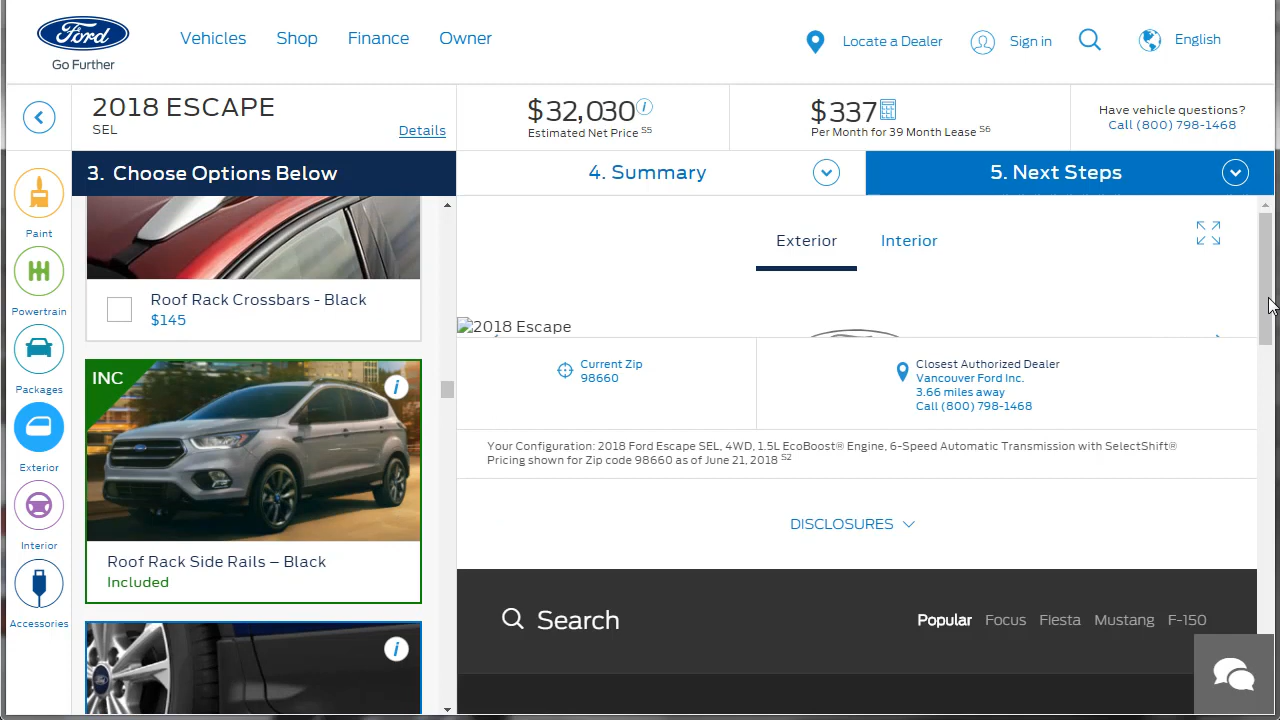 Ford
Go Further
Vehicles
Shop
Finance
Owner
Locate a Dealer
Sign in
English
2018 ESCAPE
SEL
Details
$32,030
Estimated Net Price 55
$337
Per Month for 39 Month Lease 56
Have vehicle questions?
Call (800) 798-1468
3. Choose Options Below
4. Summary
5. Next Steps
Paint
Powertrain
Packages
Exterior
Interior
Accessories
Roof Rack Crossbars - Black
$145
INC
Roof Rack Side Rails – Black
Included
Exterior
Interior
2018 Escape
Current Zip
98660
Closest Authorized Dealer
Vancouver Ford Inc.
3.66 miles away
Call (800) 798-1468
Your Configuration: 2018 Ford Escape SEL, 4WD, 1.5L EcoBoost® Engine, 6-Speed Automatic Transmission with SelectShift®
Pricing shown for Zip code 98660 as of June 21, 2018 52
DISCLOSURES
Search
Popular
Focus
Fiesta
Mustang
F-150